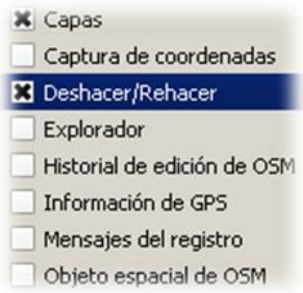 Capas
Captura de coordenadas
Deshacer/Rehacer
Explorador
Historial de edición de OSM
Información de GPS
Mensajes del registro
Objeto espacial de OSM